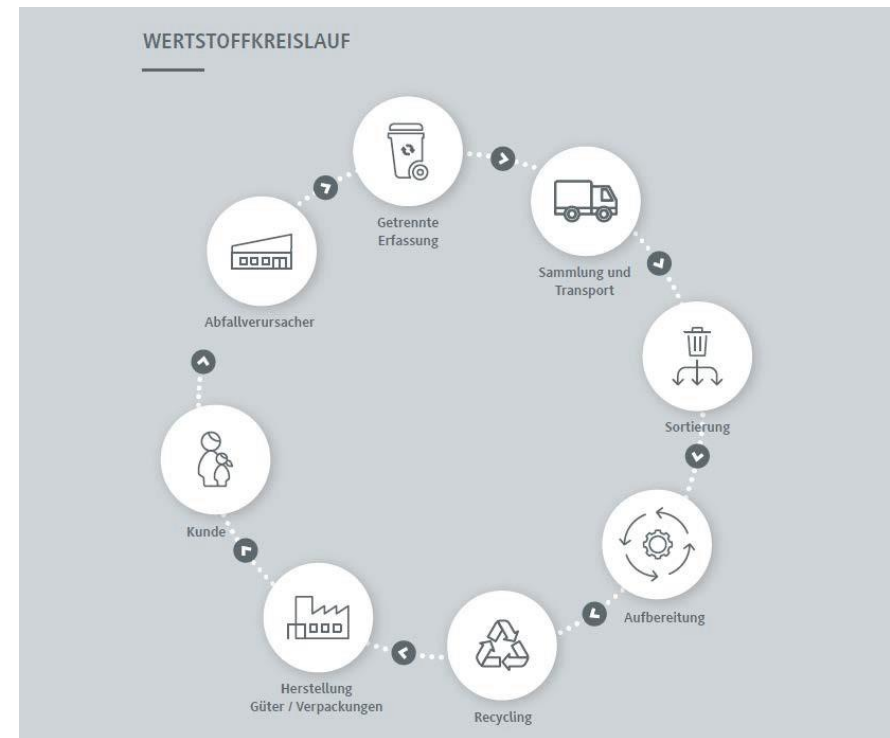 WERTSTOFFKREISLAUF
Getrennte
Erfassung
Sammlung und
Transport
Abfallverursacher
Sortierung
Kunde
Aufbereitung
Herstellung
Güter / Verpackungen
Recycling